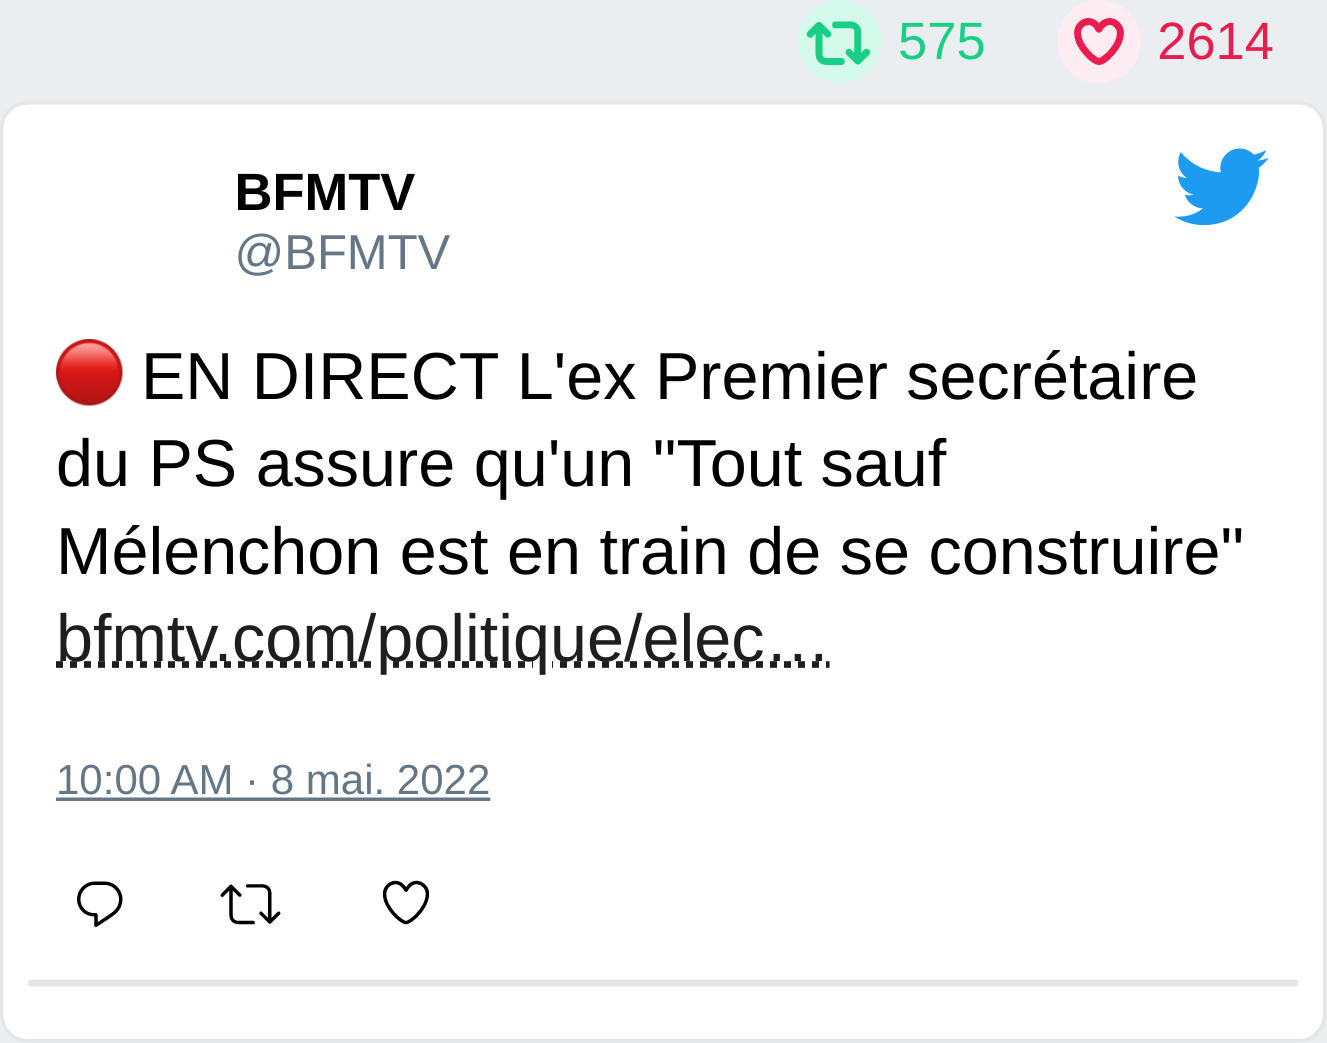 575 2614
BFMTV
@BFMTV
🔴 EN DIRECT L'ex Premier secrétaire
du PS assure qu'un "Tout sauf
Mélenchon est en train de se construire"
bfmtv.com/politique/elec…
10:00 AM · 8 mai. 2022